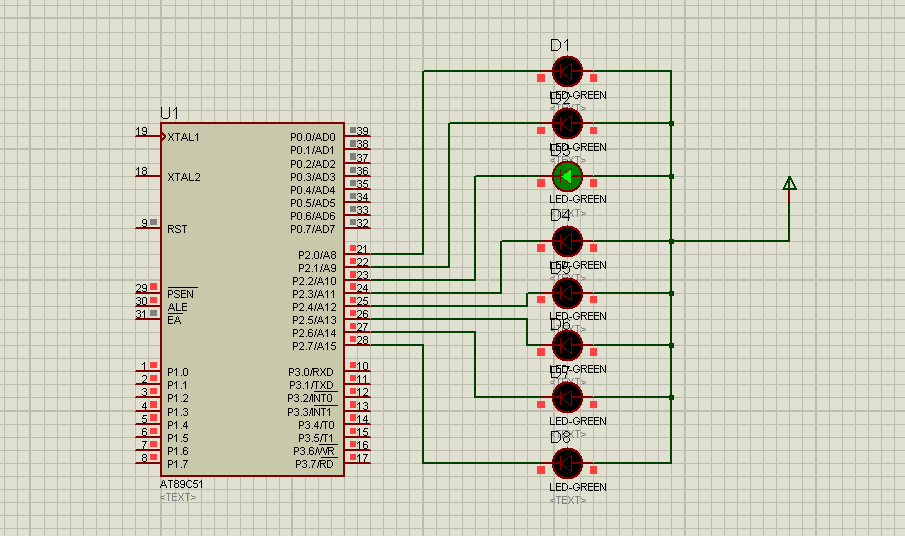 U1
19 XTAL1
18 XTAL2
9 RST
29 PSEN
30 ALE
31 EA
1 P1.0
2 P1.1
3 P1.2
4 P1.3
5 P1.4
6 P1.5
7 P1.6
8 P1.7
P0.0/AD0 39
P0.1/AD1 38
P0.2/AD2 37
P0.3/AD3 36
P0.4/AD4 35
P0.5/AD5 34
P0.6/AD6 33
P0.7/AD7 32
P2.0/A8 21
P2.1/A9 22
P2.2/A10 23
P2.3/A11 24
P2.4/A12 25
P2.5/A13 26
P2.6/A14 27
P2.7/A15 28
P3.0/RXD 10
P3.1/TXD 11
P3.2/INT0 12
P3.3/INT1 13
P3.4/T0 14
P3.5/T1 15
P3.6/WR 16
P3.7/RD 17
AT89C51
<TEXT>
D1
LED-GREEN
<TEXT>
D2
LED-GREEN
<TEXT>
D3
LED-GREEN
<TEXT>
D4
LED-GREEN
<TEXT>
D5
LED-GREEN
<TEXT>
D6
LED-GREEN
<TEXT>
D7
LED-GREEN
<TEXT>
D8
LED-GREEN
<TEXT>